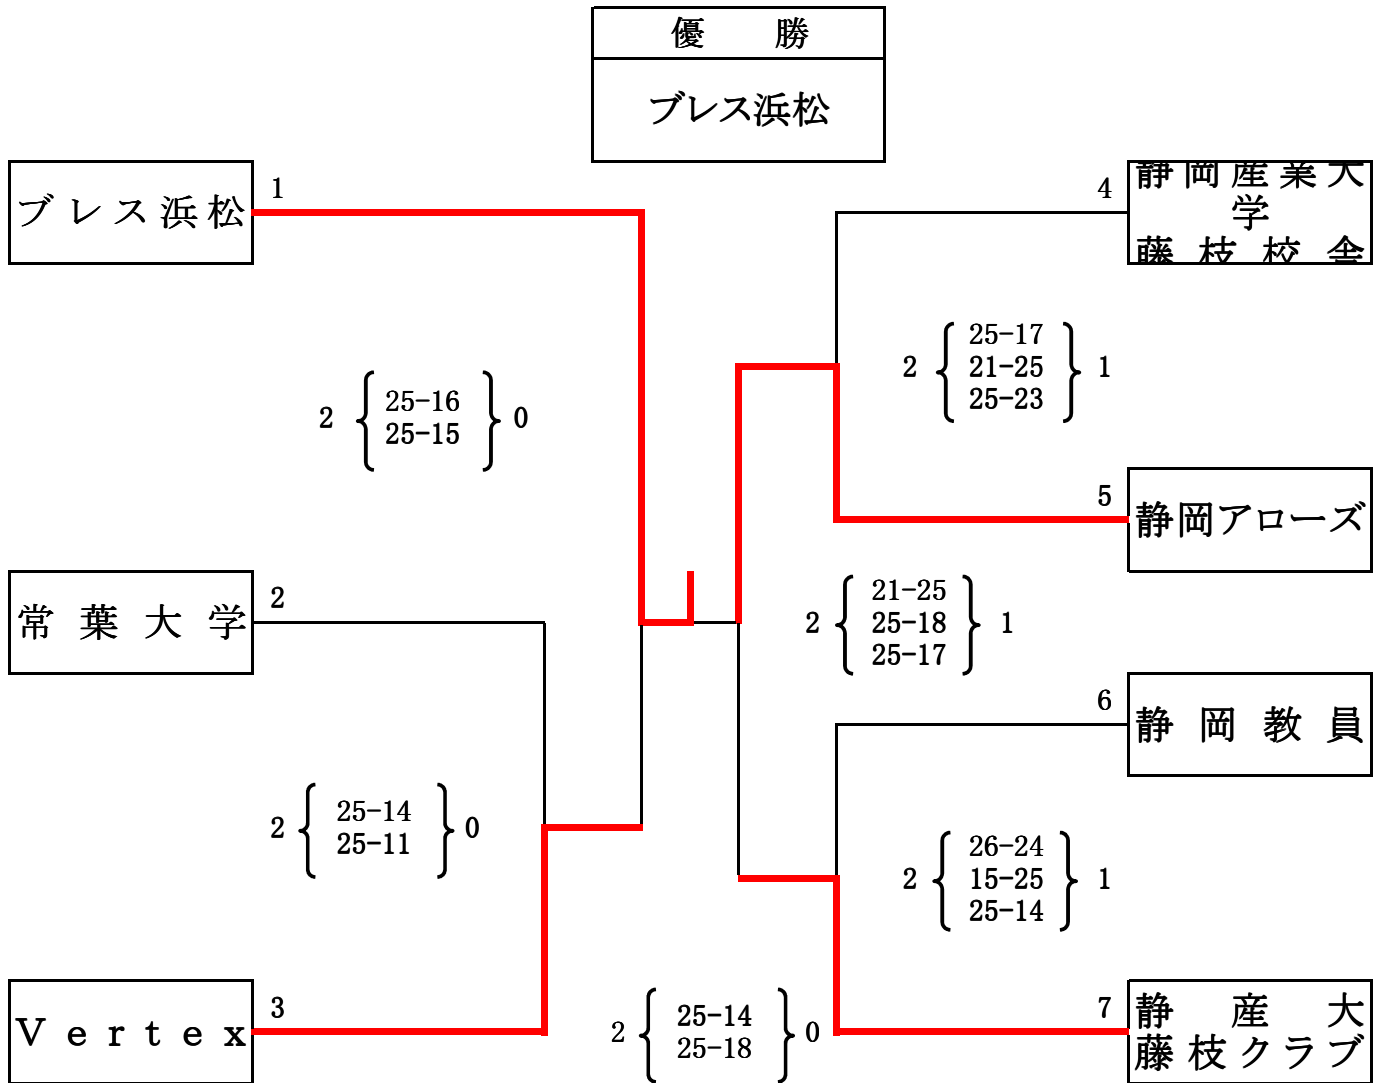 優 勝
ブレス浜松
ブレス浜松
1
4
静岡産業大
学
藤枝校舎
25-17
2 { 21-25 } 1
25-23
2 { 25-16 } 0
25-15
5
静岡アローズ
常葉大学
2
21-25
2 { 25-18 } 1
25-17
6
静岡教員
2 { 25-14 } 0
25-11
26-24
2 { 15-25 } 1
25-14
Vertex
3
2 { 25-14 } 0
25-18
7
静産大
藤枝クラブ